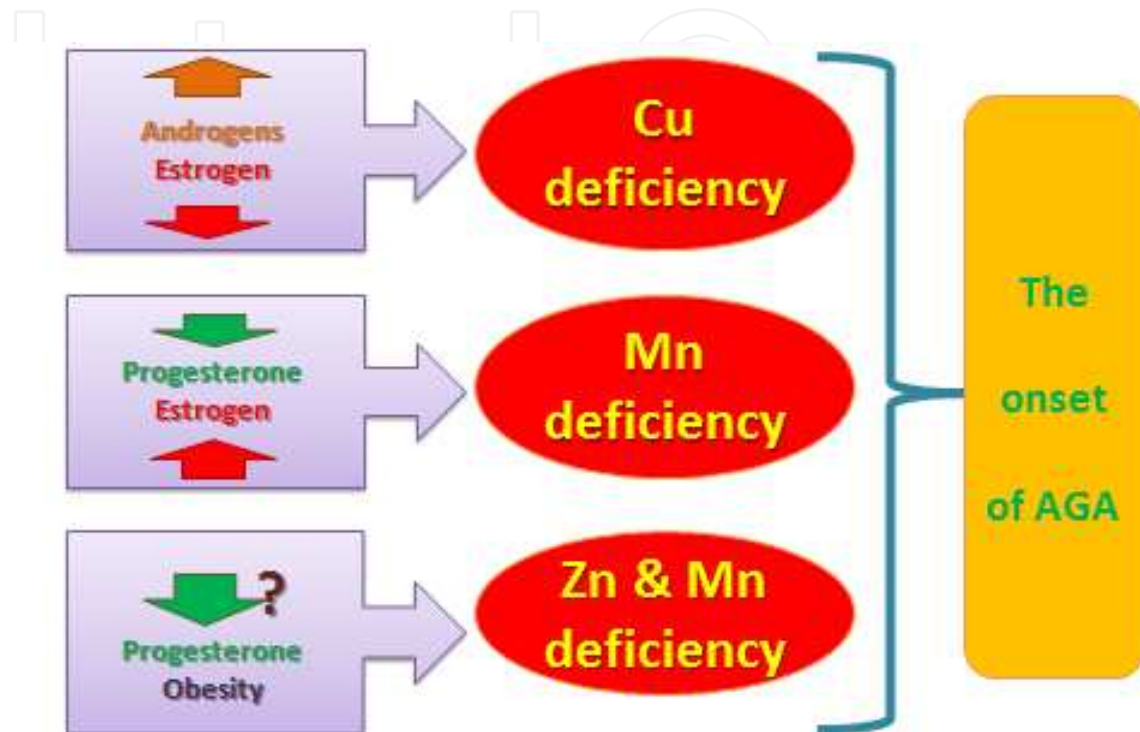 Androgens
Estrogen
Cu
deficiency
Progesterone
Estrogen
Mn
deficiency
?
Progesterone
Obesity
Zn & Mn
deficiency
The
onset
of AGA